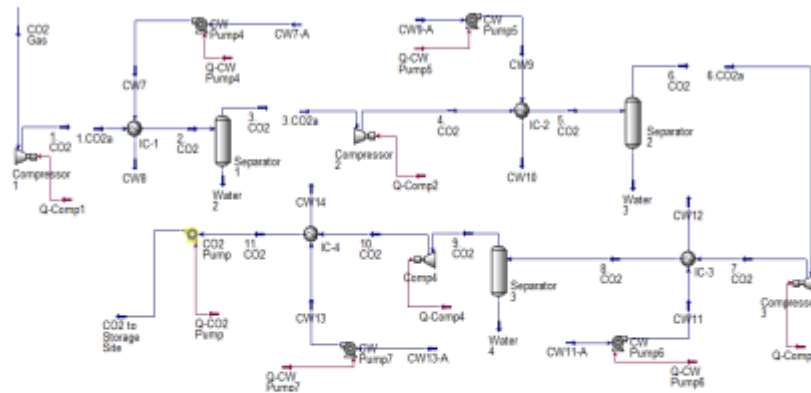 CO2
Gas
CW
Pump4
CW7-A
Q-CW
Pump4
CW7
1.
CO2
1.CO2a
IC-1
2.
CO2
3.
CO2
Separator
1
Compressor
1
Q-Comp1
CW8
Water
2
3.CO2a
Compressor
2
Q-Comp2
4.
CO2
CW9-A
CW
Pump5
Q-CW
Pump5
CW9
IC-2
5.
CO2
CW10
Separator
2
Water
3
6.
CO2
6.CO2a
CO2 to
Storage
Site
CO2
Pump
Q-CO2
Pump
11.
CO2
CW14
IC-4
CW13
10.
CO2
Comp4
Q-Comp4
9.
CO2
Separator
3
Water
4
Q-CW
Pump7
CW
Pump7
CW13-A
8.
CO2
CW12
IC-3
7.
CO2
CW11
CW11-A
CW
Pump6
Q-CW
Pump6
Compressor
3
Q-Comp